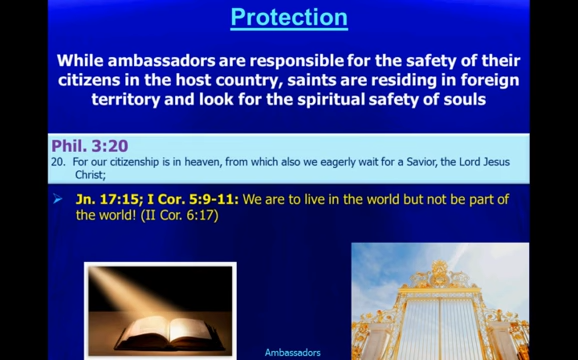 Protection
While ambassadors are responsible for the safety of their
citizens in the host country, saints are residing in foreign
territory and look for the spiritual safety of souls
Phil. 3:20
20. For our citizenship is in heaven, from which also we eagerly wait for a Savior, the Lord Jesus
Christ;
Jn. 17:15; I Cor. 5:9-11: We are to live in the world but not be part of
the world! (II Cor. 6:17)
Ambassadors